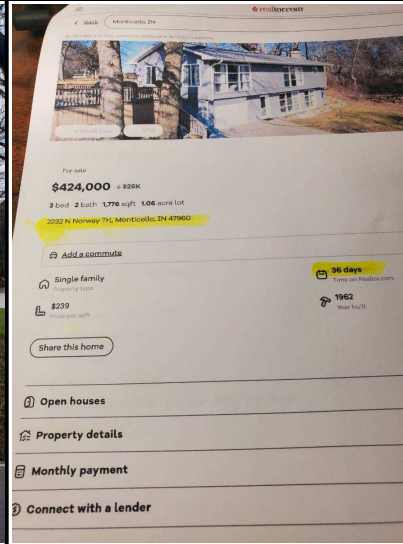 realtor.com
< Back
Monticello, IN
For sale
$424,000 ↓ $26K
3 bed 2 bath 1,776 sqft 1.06 acre lot
2232 N Norway Trl, Monticello, IN 47960
Add a commute
Single family
Property type
36 days
Time on Realtor.com
$239
Price per sqft
1962
Year built
Share this home
Open houses
Property details
Monthly payment
Connect with a lender